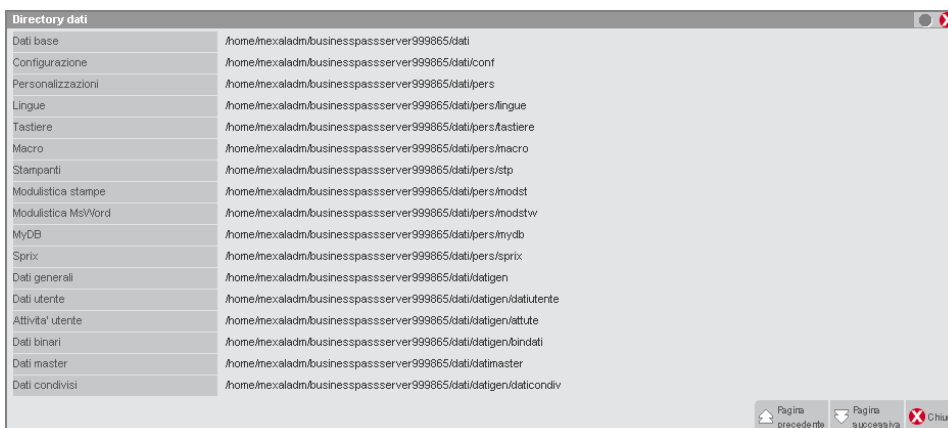 Directory dati
Dati base /home/mexaladm/businesspassserver999865/dati
Configurazione /home/mexaladm/businesspassserver999865/dati/conf
Personalizzazioni /home/mexaladm/businesspassserver999865/dati/pers
Lingue /home/mexaladm/businesspassserver999865/dati/pers/lingue
Tastiere /home/mexaladm/businesspassserver999865/dati/pers/tastiere
Macro /home/mexaladm/businesspassserver999865/dati/pers/macro
Stampanti /home/mexaladm/businesspassserver999865/dati/pers/stp
Modulistica stampe /home/mexaladm/businesspassserver999865/dati/pers/modst
Modulistica MsWord /home/mexaladm/businesspassserver999865/dati/pers/modstw
MyDB /home/mexaladm/businesspassserver999865/dati/pers/mydb
Sprix /home/mexaladm/businesspassserver999865/dati/pers/sprix
Dati generali /home/mexaladm/businesspassserver999865/dati/datigen
Dati utente /home/mexaladm/businesspassserver999865/dati/datigen/datiutente
Attivita' utente /home/mexaladm/businesspassserver999865/dati/datigen/attute
Dati binari /home/mexaladm/businesspassserver999865/dati/datigen/bindati
Dati master /home/mexaladm/businesspassserver999865/dati/datimaster
Dati condivisi /home/mexaladm/businesspassserver999865/dati/datigen/daticondiv
Pagina precedente
Pagina successiva
Chiu